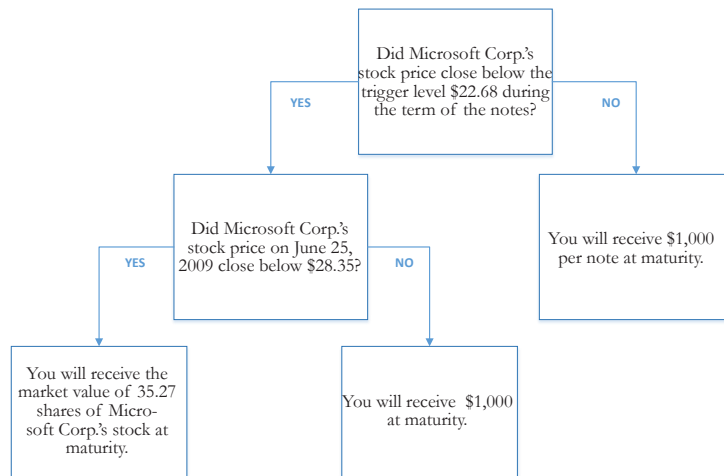 Did Microsoft Corp.'s
stock price close below the
trigger level $22.68 during
the term of the notes?
YES
NO
Did Microsoft Corp.'s
stock price on June 25,
2009 close below $28.35?
You will receive $1,000
per note at maturity.
YES
NO
You will receive the
market value of 35.27
shares of Micro-
soft Corp.'s stock at
maturity.
You will receive $1,000
at maturity.